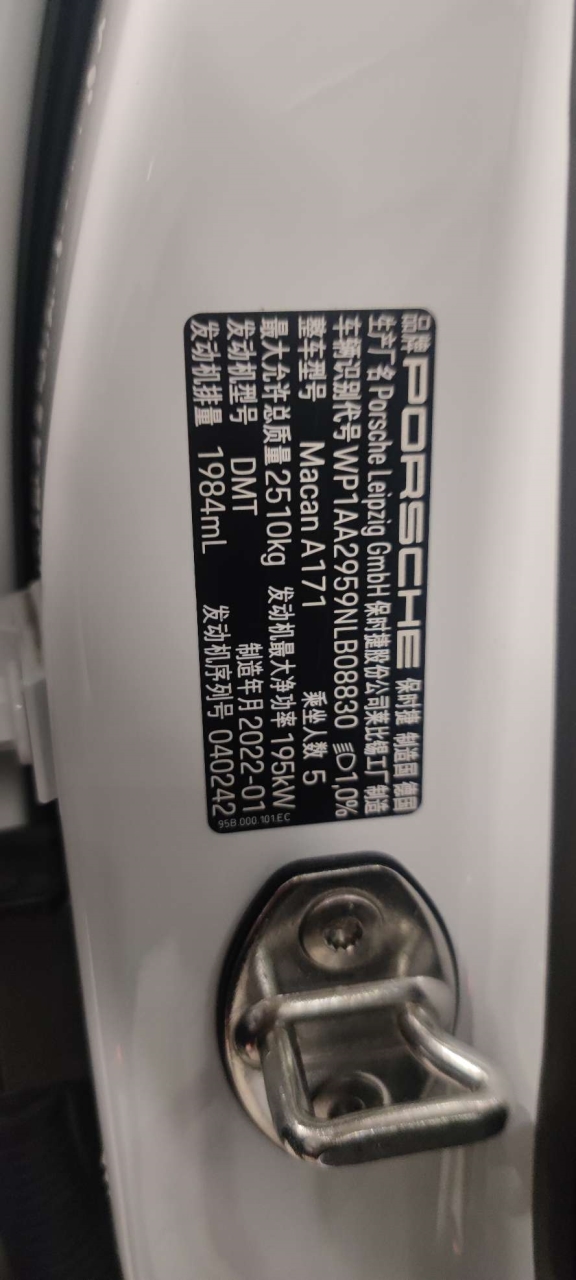 品牌 PORSCHE 保时捷 制造国 德国
生产厂名 Porsche Leipzig GmbH 保时捷股份公司莱比锡工厂制造
车辆识别代号 WP1AA2959NLB08830 1,0%
整车型号 Macan A171 乘坐人数 5
最大允许总质量 2510kg 发动机最大净功率 195kW
发动机型号 DMT 制造年月 2022-01
发动机排量 1984mL 发动机序列号 040242
95B.000.101.EC